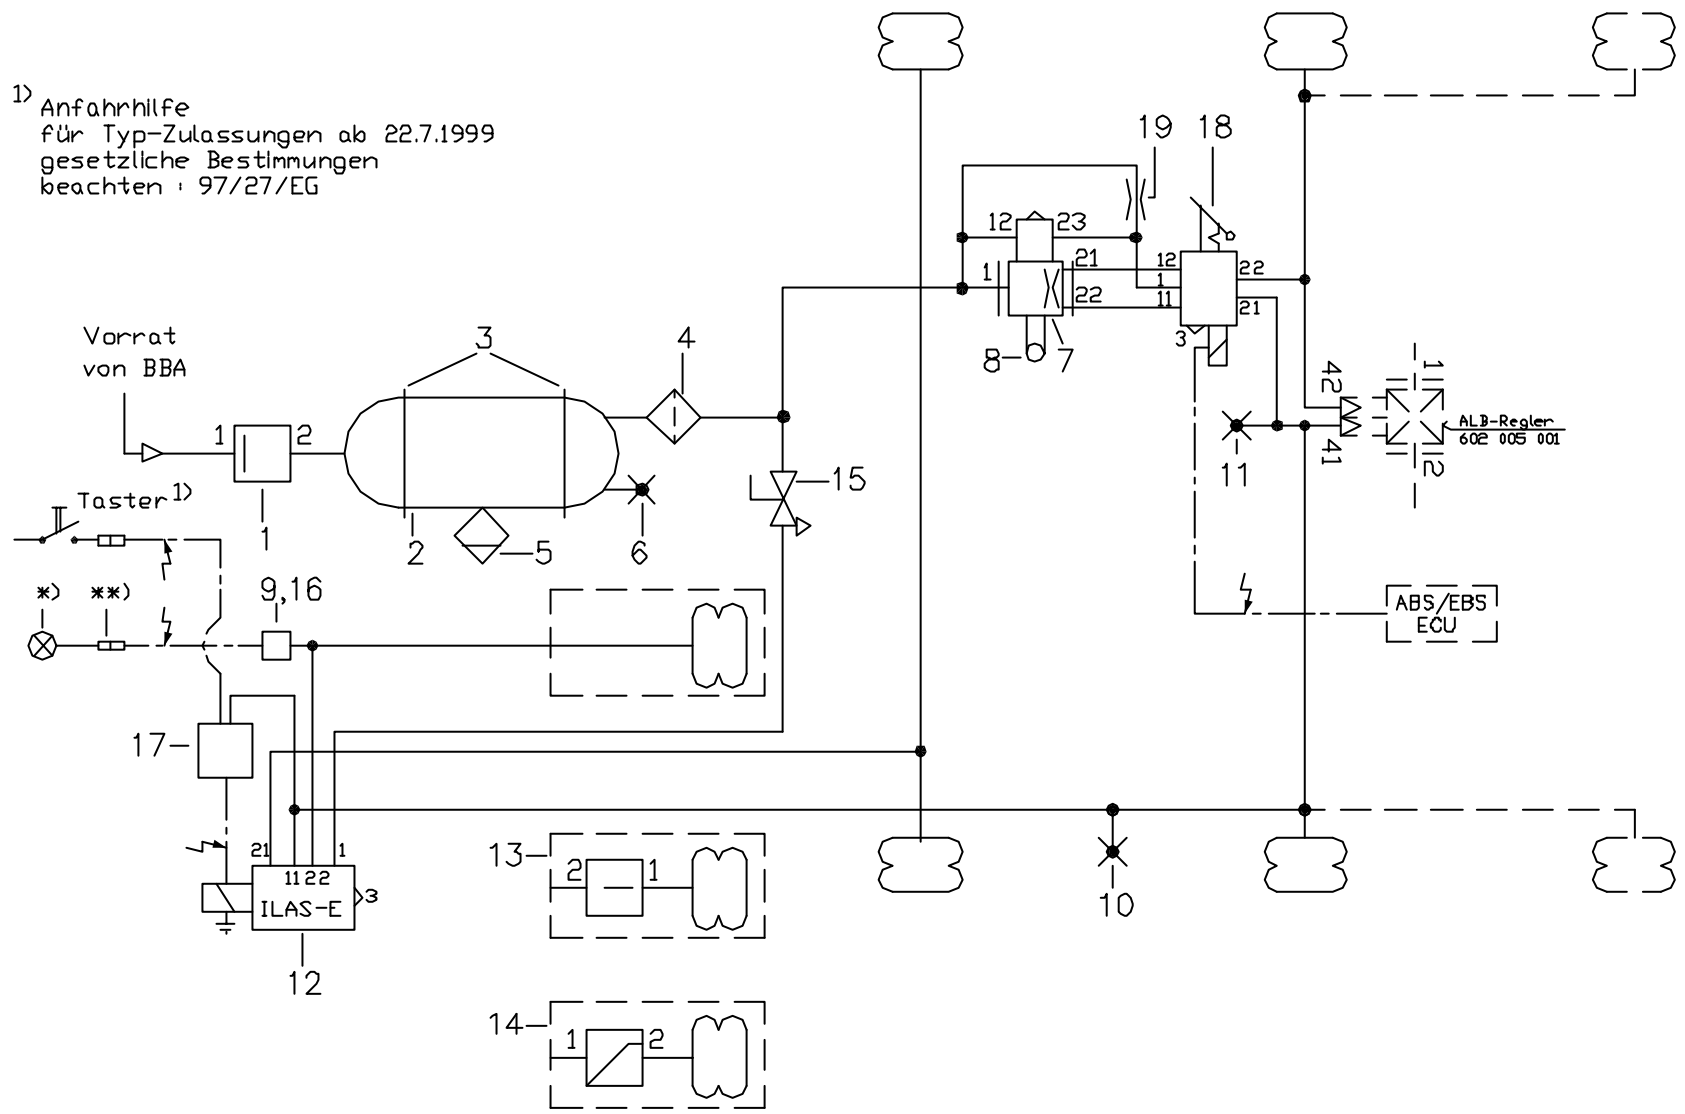 1)
Anfahrhilfe
für Typ-Zulassungen ab 22.7.1999
gesetzliche Bestimmungen
beachten : 97/27/EG
19 18
12 23
1 21 12 22
22 1
11 21
3
8 7
Vorrat
von BBA
3
4
1 2
1
2
5
6
15
42 1
41 2
ALB-Regler
602 005 001
11
Taster 1)
*) **)
9,16
ABS/EBS
ECU
17
21 1
11 22
ILAS-E
3
12
13
2 1
10
14
1 2